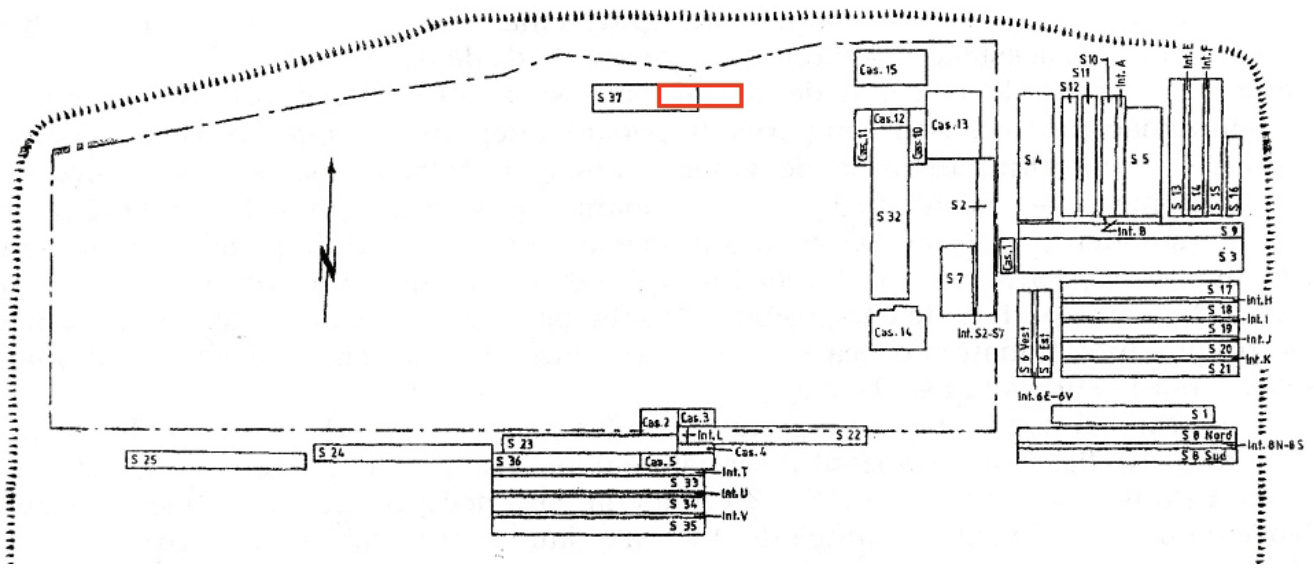 Cas.15
S 37
Cas.12
Cas.11
Cas.10
Cas.13
S 32
S 2
S 7
Cas.14
Int.S2-S7
N
S 4
S12
S11
S10
Int. A
S 5
Int.E
Int.F
S 13
S 14
S 15
S 16
Int. B
S 9
S 3
Cas.1
S 17
Int.H
S 18
Int.I
S 19
Int.J
S 20
Int.K
S 21
S 6 Vest
S 6 Est
Int.6E-6V
S 1
S 8 Nord
Int.8N-8S
S 8 Sud
Cas.2
Cas.3
Int.L
S 22
S 23
Cas.4
S 24
S 25
S 36
Cas.5
Int.T
S 33
Int.U
S 34
Int.V
S 35